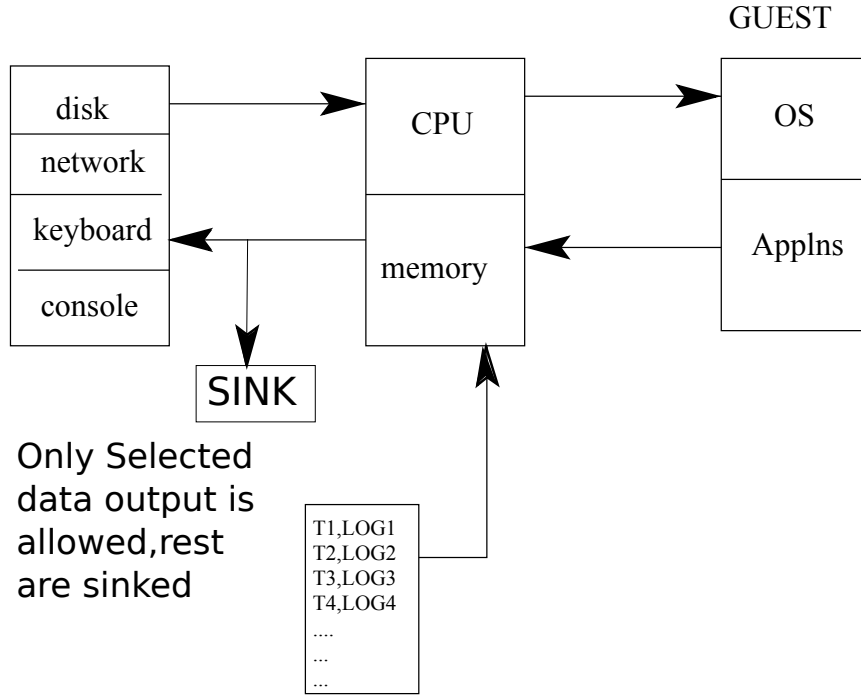 GUEST
disk
network
keyboard
console
CPU
memory
OS
Applns
SINK
Only Selected
data output is
allowed,rest
are sinked
T1,LOG1
T2,LOG2
T3,LOG3
T4,LOG4
....
...
...